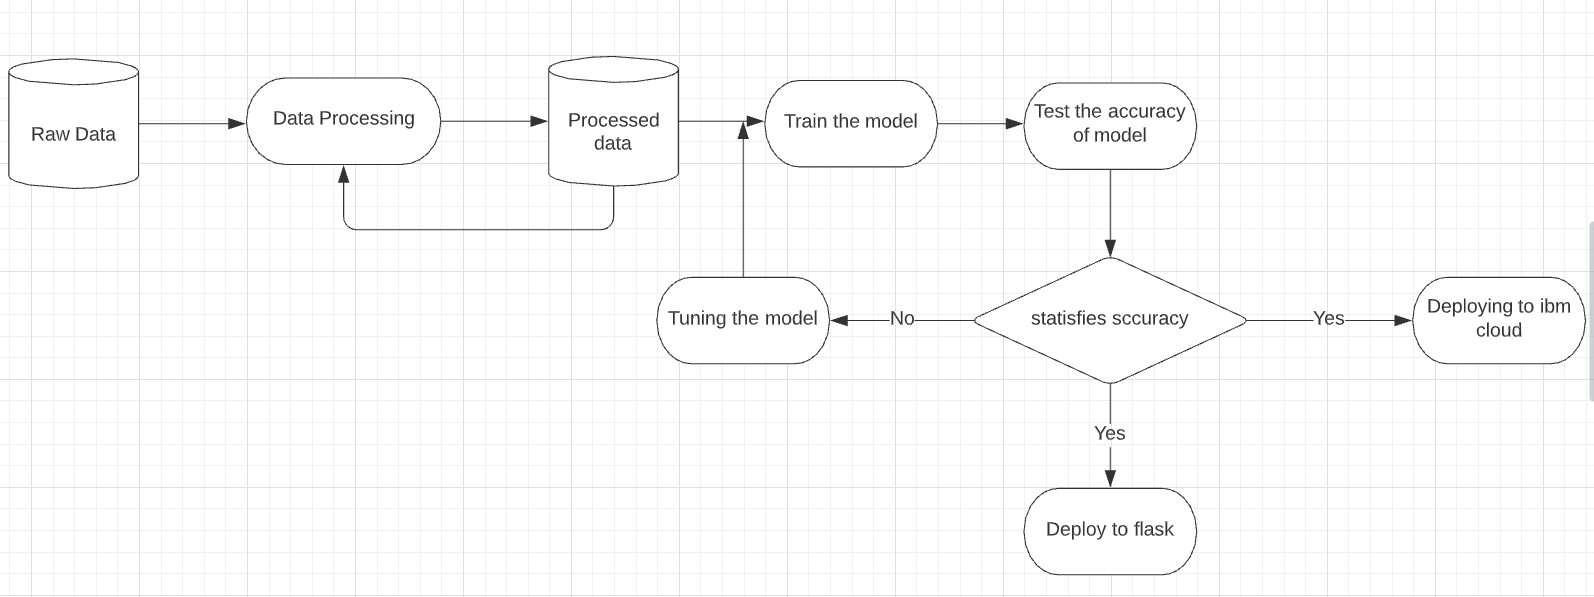 Raw Data
Data Processing
Processed
data
Train the model
Test the accuracy
of model
Tuning the model
No
statisfies sccuracy
Yes
Deploying to ibm
cloud
Yes
Deploy to flask